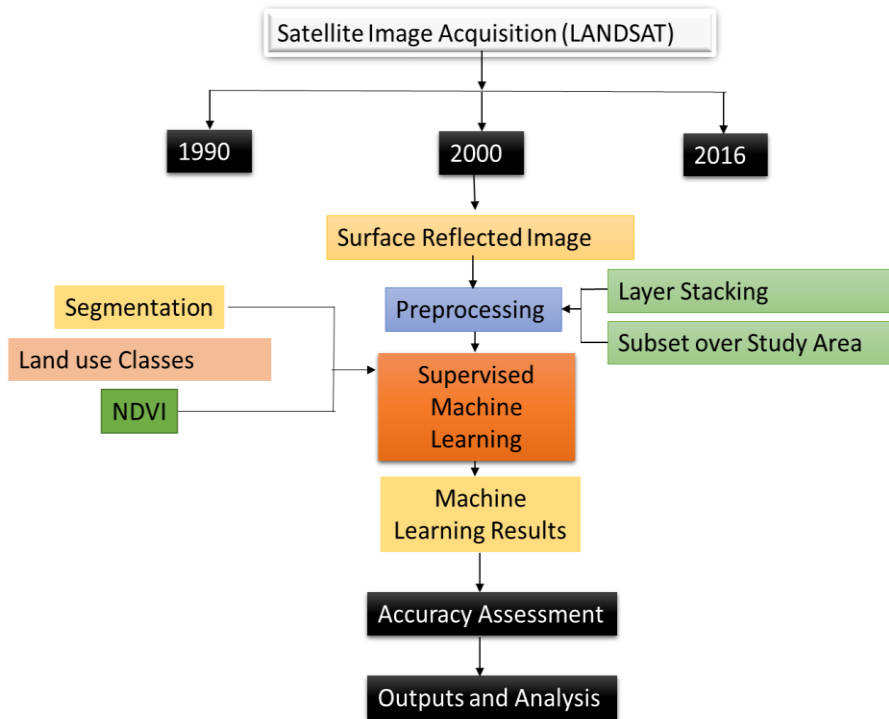 Satellite Image Acquisition (LANDSAT)
1990
2000
2016
Surface Reflected Image
Segmentation
Preprocessing
Layer Stacking
Subset over Study Area
Land use Classes
NDVI
Supervised
Machine
Learning
Machine
Learning Results
Accuracy Assessment
Outputs and Analysis